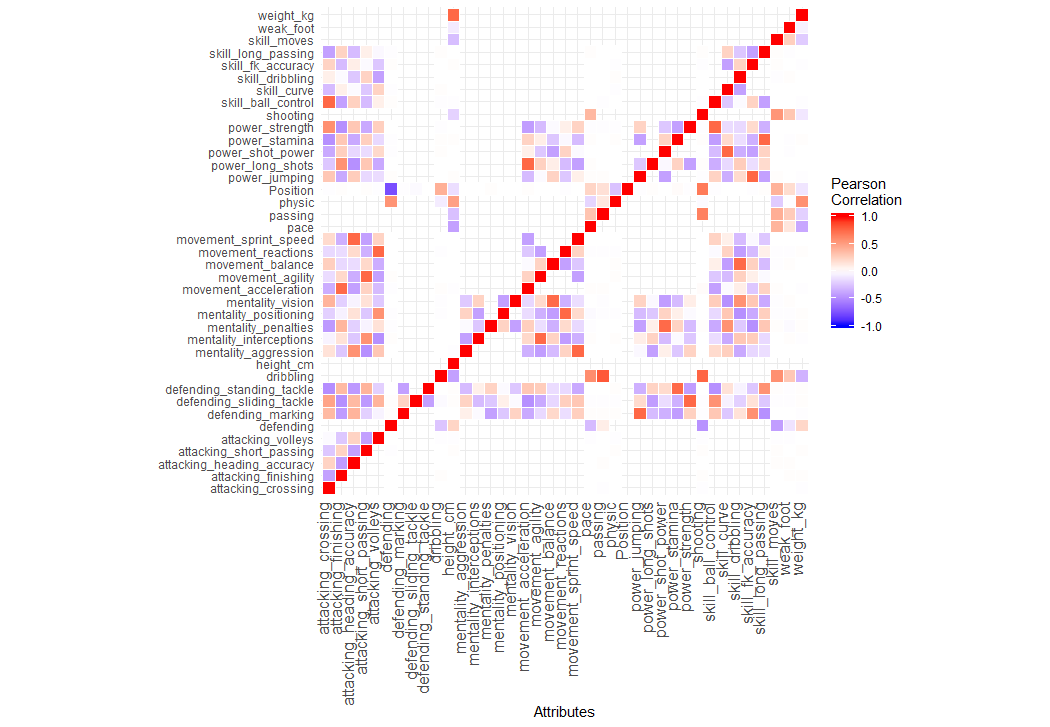 weight_kg
weak_foot
skill_moves
skill_long_passing
skill_fk_accuracy
skill_dribbling
skill_curve
skill_ball_control
shooting
power_strength
power_stamina
power_shot_power
power_long_shots
power_jumping
Position
physic
passing
pace
movement_sprint_speed
movement_reactions
movement_balance
movement_agility
movement_acceleration
mentality_vision
mentality_positioning
mentality_penalties
mentality_interceptions
mentality_aggression
height_cm
dribbling
defending_standing_tackle
defending_sliding_tackle
defending_marking
defending
attacking_volleys
attacking_short_passing
attacking_heading_accuracy
attacking_finishing
attacking_crossing
attacking_crossing
attacking_finishing
attacking_heading_accuracy
attacking_short_passing
attacking_volleys
defending
defending_marking
defending_sliding_tackle
defending_standing_tackle
dribbling
height_cm
mentality_aggression
mentality_interceptions
mentality_penalties
mentality_positioning
mentality_vision
movement_acceleration
movement_agility
movement_balance
movement_reactions
movement_sprint_speed
pace
passing
physic
Position
power_jumping
power_long_shots
power_shot_power
power_stamina
power_strength
shooting
skill_ball_control
skill_curve
skill_dribbling
skill_fk_accuracy
skill_long_passing
skill_moves
weak_foot
weight_kg
Attributes
Pearson
Correlation
1.0
0.5
0.0
-0.5
-1.0